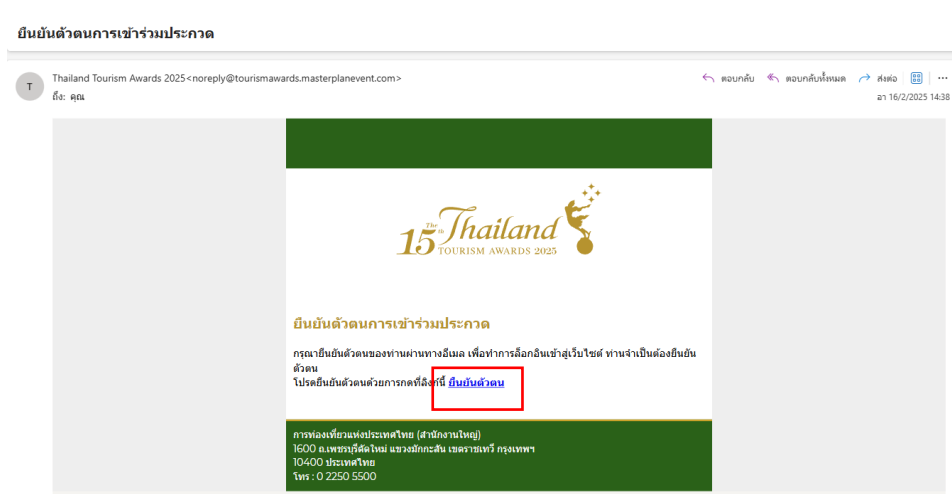 ยืนยันตัวตนการเข้าร่วมประกวด
T
Thailand Tourism Awards 2025<noreply@tourismawards.masterplanevent.com>
ตอบกลับ ตอบกลับทั้งหมด ส่งต่อ
ถึง: คุณ
อา 16/2/2025 14:38
The 15th Thailand
TOURISM AWARDS 2025
ยืนยันตัวตนการเข้าร่วมประกวด
กรุณายืนยันตัวตนของท่านผ่านทางอีเมล เพื่อทำการล็อกอินเข้าสู่เว็บไซต์ ท่านจำเป็นต้องยืนยัน
ตัวตน
โปรดยืนยันตัวตนด้วยการกดที่ลิงก์นี้ ยืนยันตัวตน
การท่องเที่ยวแห่งประเทศไทย (สำนักงานใหญ่)
1600 ถ.เพชรบุรีตัดใหม่ แขวงมักกะสัน เขตราชเทวี กรุงเทพฯ
10400 ประเทศไทย
โทร : 0 2250 5500